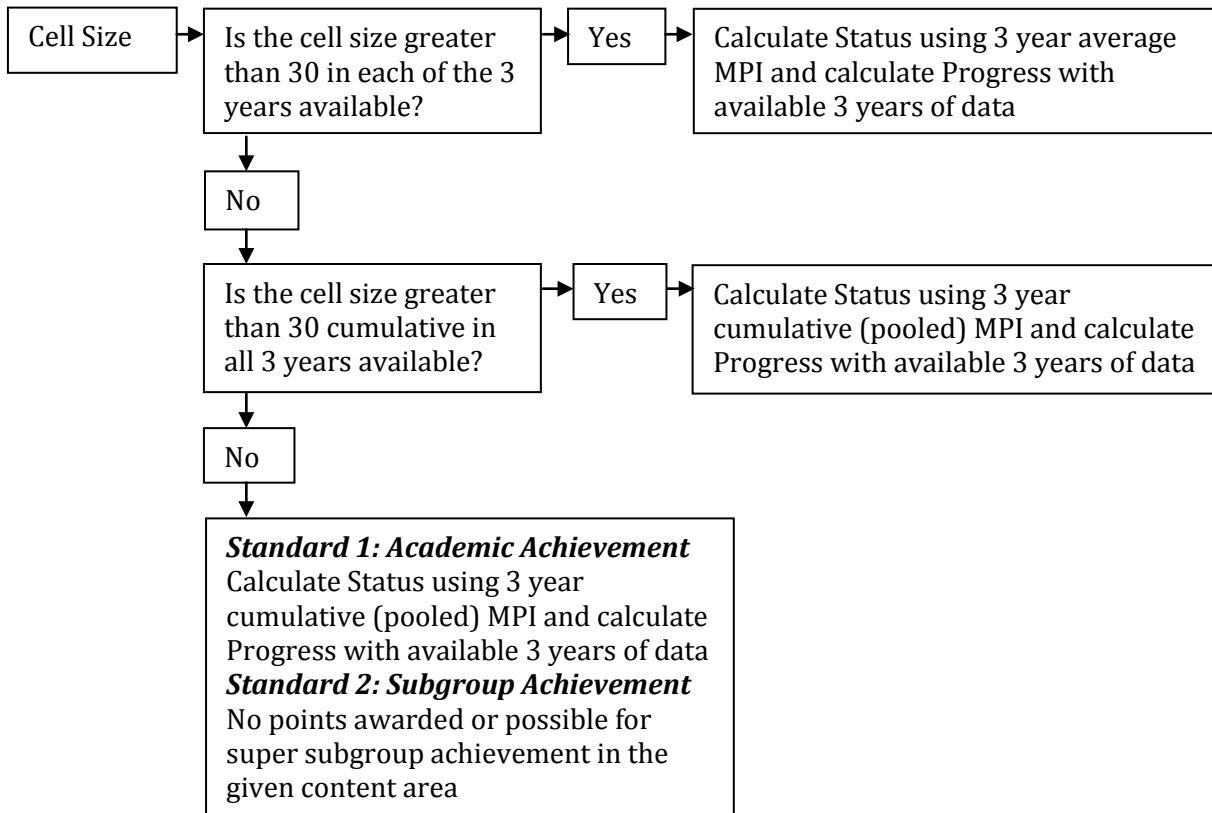 Cell Size
Is the cell size greater
than 30 in each of the 3
years available?
Yes
Calculate Status using 3 year average
MPI and calculate Progress with
available 3 years of data
No
Is the cell size greater
than 30 cumulative in
all 3 years available?
Yes
Calculate Status using 3 year
cumulative (pooled) MPI and calculate
Progress with available 3 years of data
No
Standard 1: Academic Achievement
Calculate Status using 3 year
cumulative (pooled) MPI and calculate
Progress with available 3 years of data
Standard 2: Subgroup Achievement
No points awarded or possible for
super subgroup achievement in the
given content area